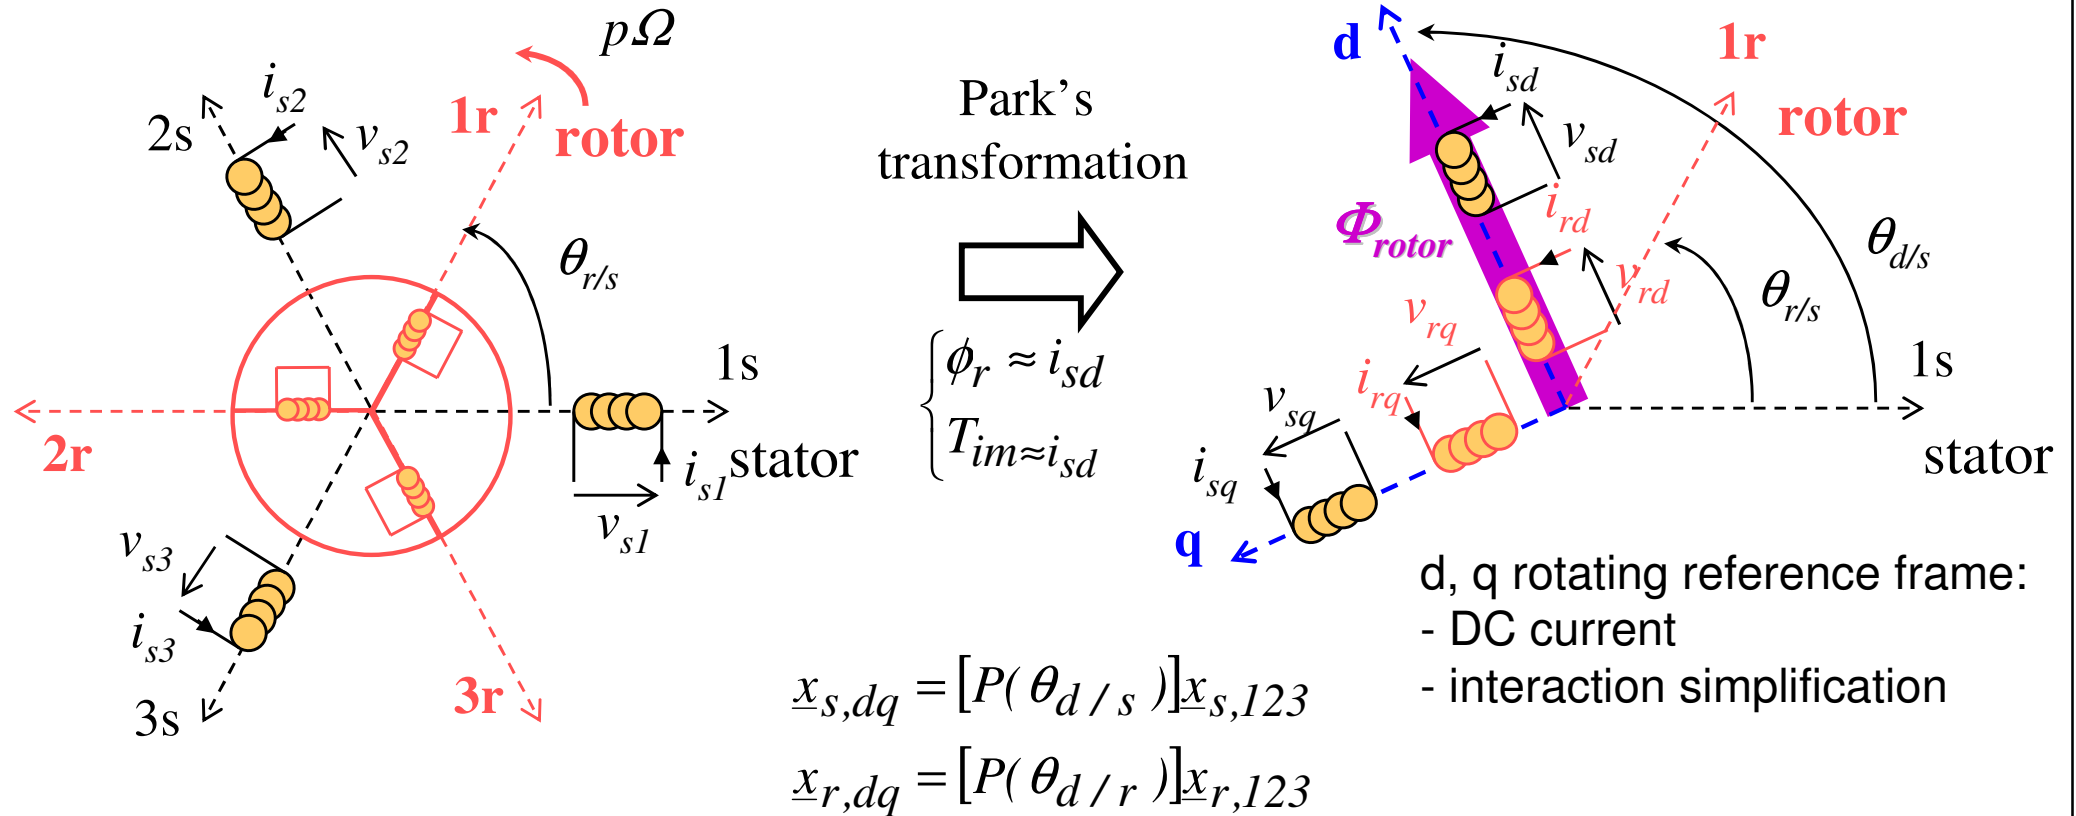 pΩ
i_s2
2s
v_s2
1r
rotor
θ_r/s
1s
2r
stator
i_s1
v_s1
v_s3
i_s3
3s
3r
Park's
transformation
ϕ_r ≈ i_sd
T_im≈i_sd
d
i_sd
1r
v_sd
rotor
Φ_rotor
i_rd
v_rd
θ_d/s
θ_r/s
v_rq
i_rq
1s
v_sq
i_sq
stator
q
d, q rotating reference frame:
- DC current
- interaction simplification
x_s,dq = [P( θ_d / s )]x_s,123
x_r,dq = [P( θ_d / r )]x_r,123